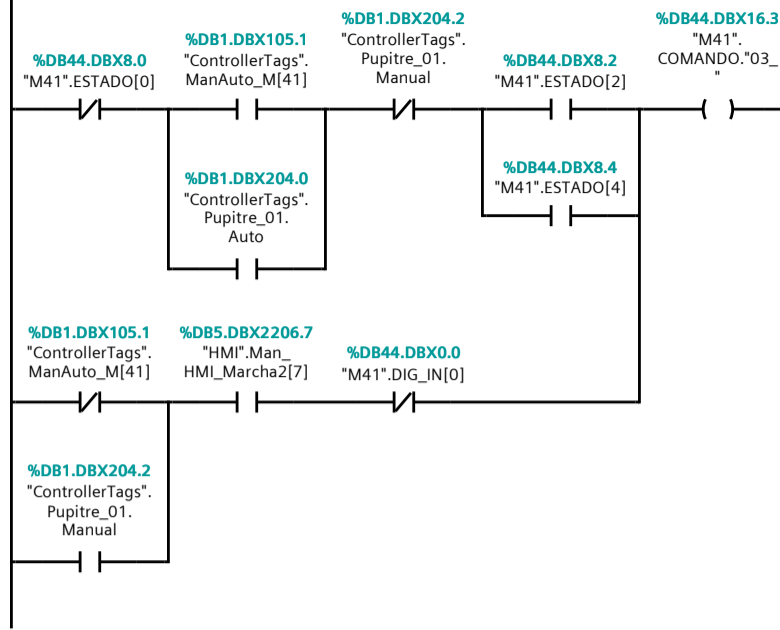 %DB44.DBX8.0
"M41".ESTADO[0]
%DB1.DBX105.1
"ControllerTags".
ManAuto_M[41]
%DB1.DBX204.2
"ControllerTags".
Pupitre_01.
Manual
%DB44.DBX8.2
"M41".ESTADO[2]
%DB44.DBX16.3
"M41".
COMANDO."03_
"
%DB1.DBX204.0
"ControllerTags".
Pupitre_01.
Auto
%DB44.DBX8.4
"M41".ESTADO[4]
%DB1.DBX105.1
"ControllerTags".
ManAuto_M[41]
%DB5.DBX2206.7
"HMI".Man_
HMI_Marcha2[7]
%DB44.DBX0.0
"M41".DIG_IN[0]
%DB1.DBX204.2
"ControllerTags".
Pupitre_01.
Manual